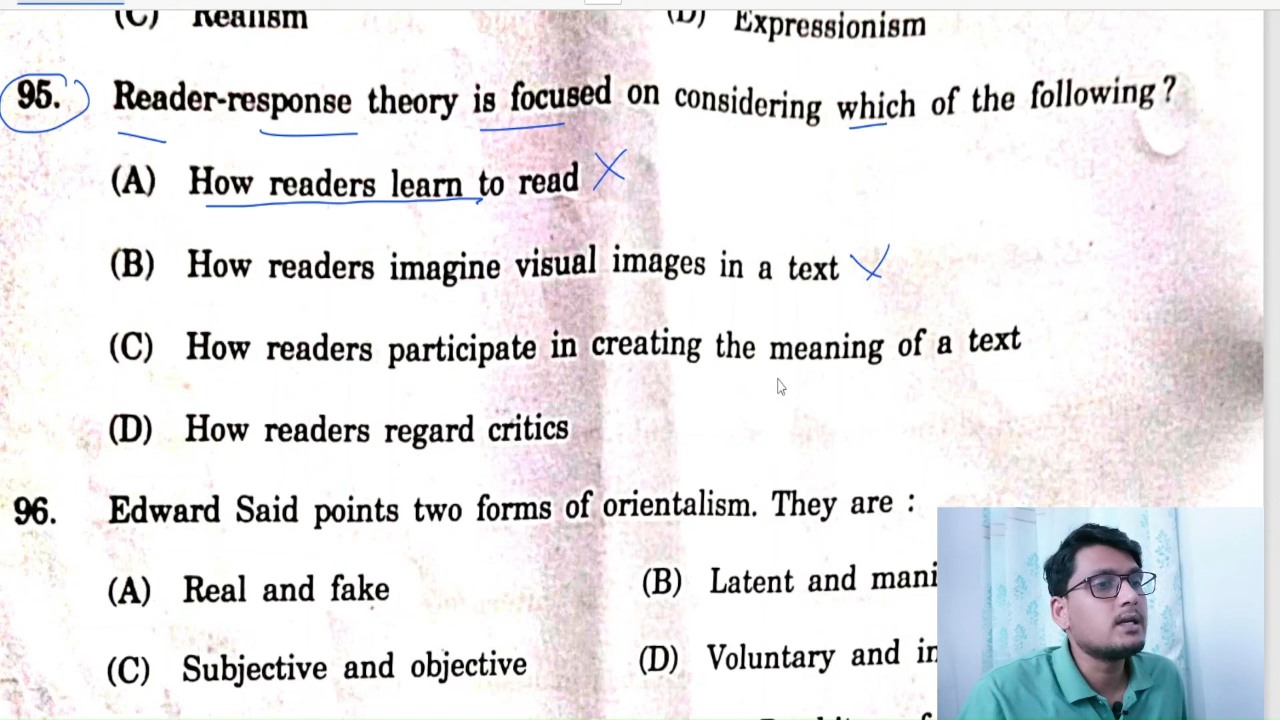 (C) Realism
(D) Expressionism
95. Reader-response theory is focused on considering which of the following ?
(A) How readers learn to read
(B) How readers imagine visual images in a text
(C) How readers participate in creating the meaning of a text
(D) How readers regard critics
96. Edward Said points two forms of orientalism. They are :
(A) Real and fake
(B) Latent and mani
(C) Subjective and objective
(D) Voluntary and in